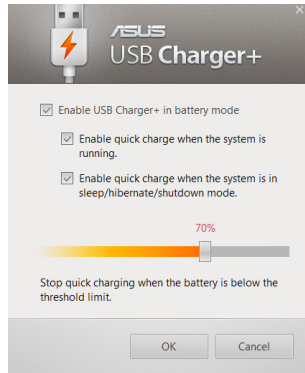 ASUS
USB Charger+
Enable USB Charger+ in battery mode
Enable quick charge when the system is
running.
Enable quick charge when the system is in
sleep/hibernate/shutdown mode.
70%
Stop quick charging when the battery is below the
threshold limit.
OK
Cancel